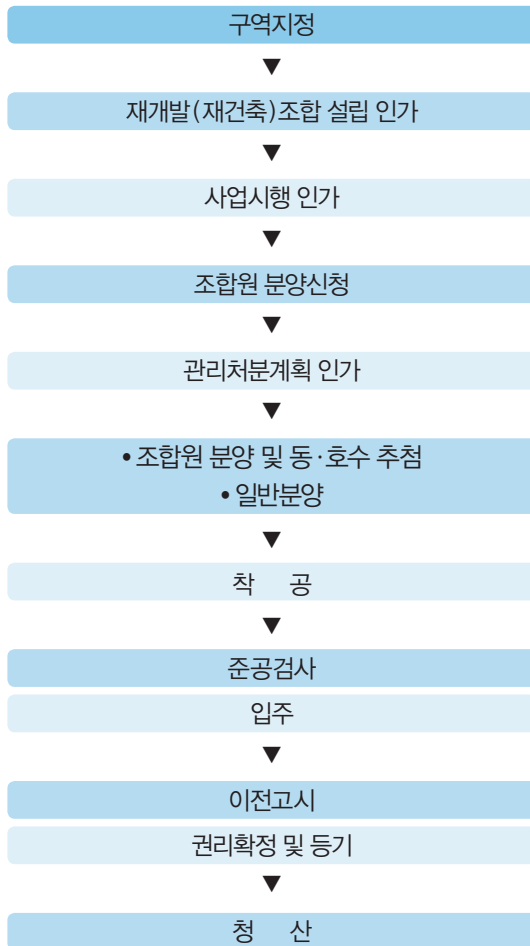 구역지정
▼
재개발(재건축)조합 설립 인가
▼
사업시행 인가
▼
조합원 분양신청
▼
관리처분계획 인가
▼
• 조합원 분양 및 동·호수 추첨
• 일반분양
▼
착 공
▼
준공검사
입주
▼
이전고시
권리확정 및 등기
▼
청 산